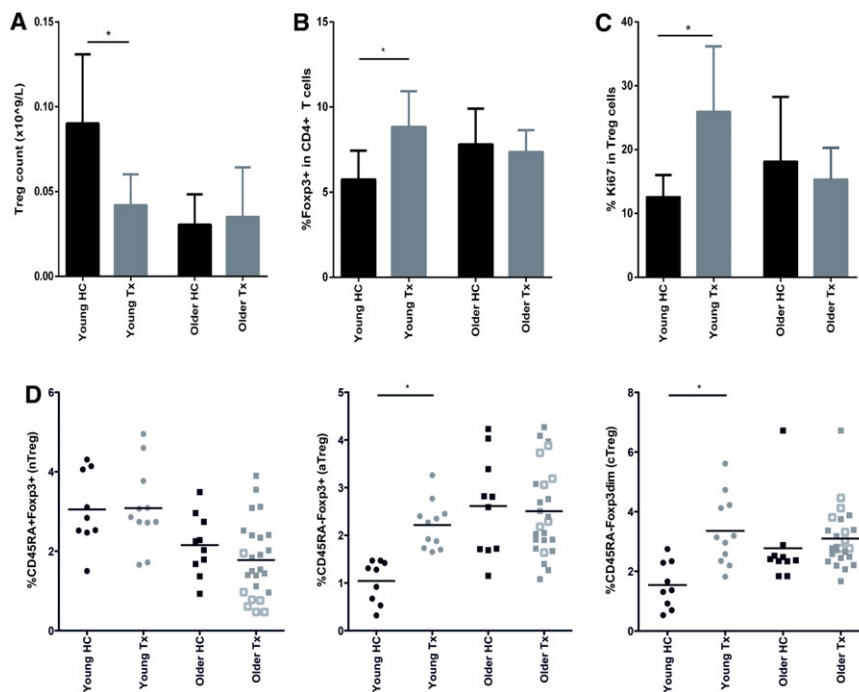 A
Treg count (x10^9/L)
0.15
0.10
0.05
0.00
*
Young HC
Young Tx
Older HC
Older Tx
B
%Foxp3+ in CD4+ T cells
15
10
5
0
*
Young HC
Young Tx
Older HC
Older Tx
C
% Ki67 in Treg cells
40
30
20
10
0
*
Young HC
Young Tx
Older HC
Older Tx
D
%CD45RA+Foxp3+ (nTreg)
6
4
2
0
Young HC
Young Tx
Older HC
Older Tx
%CD45RA-Foxp3+ (aTreg)
5
4
3
2
1
0
*
Young HC
Young Tx
Older HC
Older Tx
%CD45RA-Foxp3dim (cTreg)
8
6
4
2
0
*
Young HC
Young Tx
Older HC
Older Tx